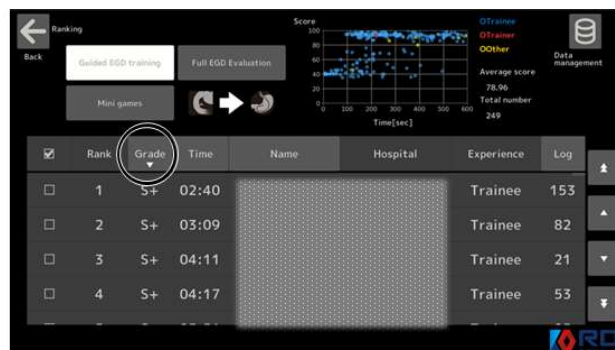 Ranking
Back
Guided EGD training
Full EGD Evaluation
Mini games
Score
100
80
60
40
20
0
0 100 200 300 400 500 600
Time[sec]
OTrainee
OTrainer
OOther
Average score
78.96
Total number
249
Data
management
Rank Grade Time Name Hospital Experience Log
1 S+ 02:40 Trainee 153
2 S+ 03:09 Trainee 82
3 S+ 04:11 Trainee 21
4 S+ 04:17 Trainee 53
RC